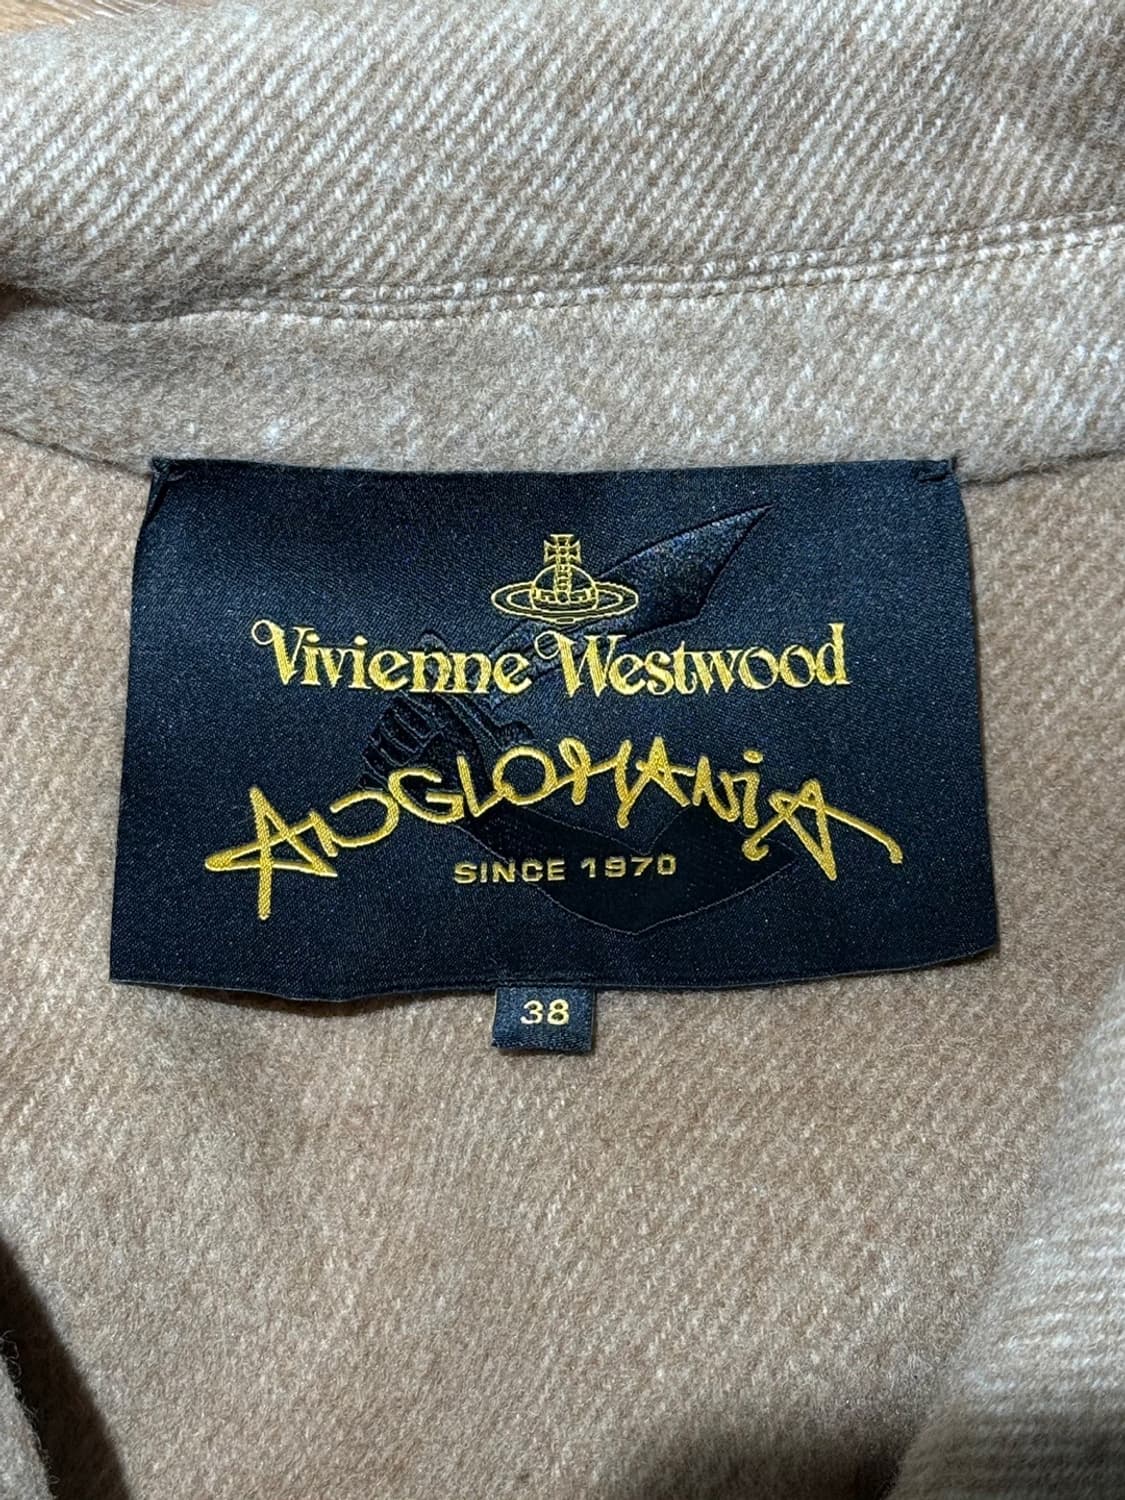 Vivienne Westwood
ANGLOMANIA
SINCE 1970
38